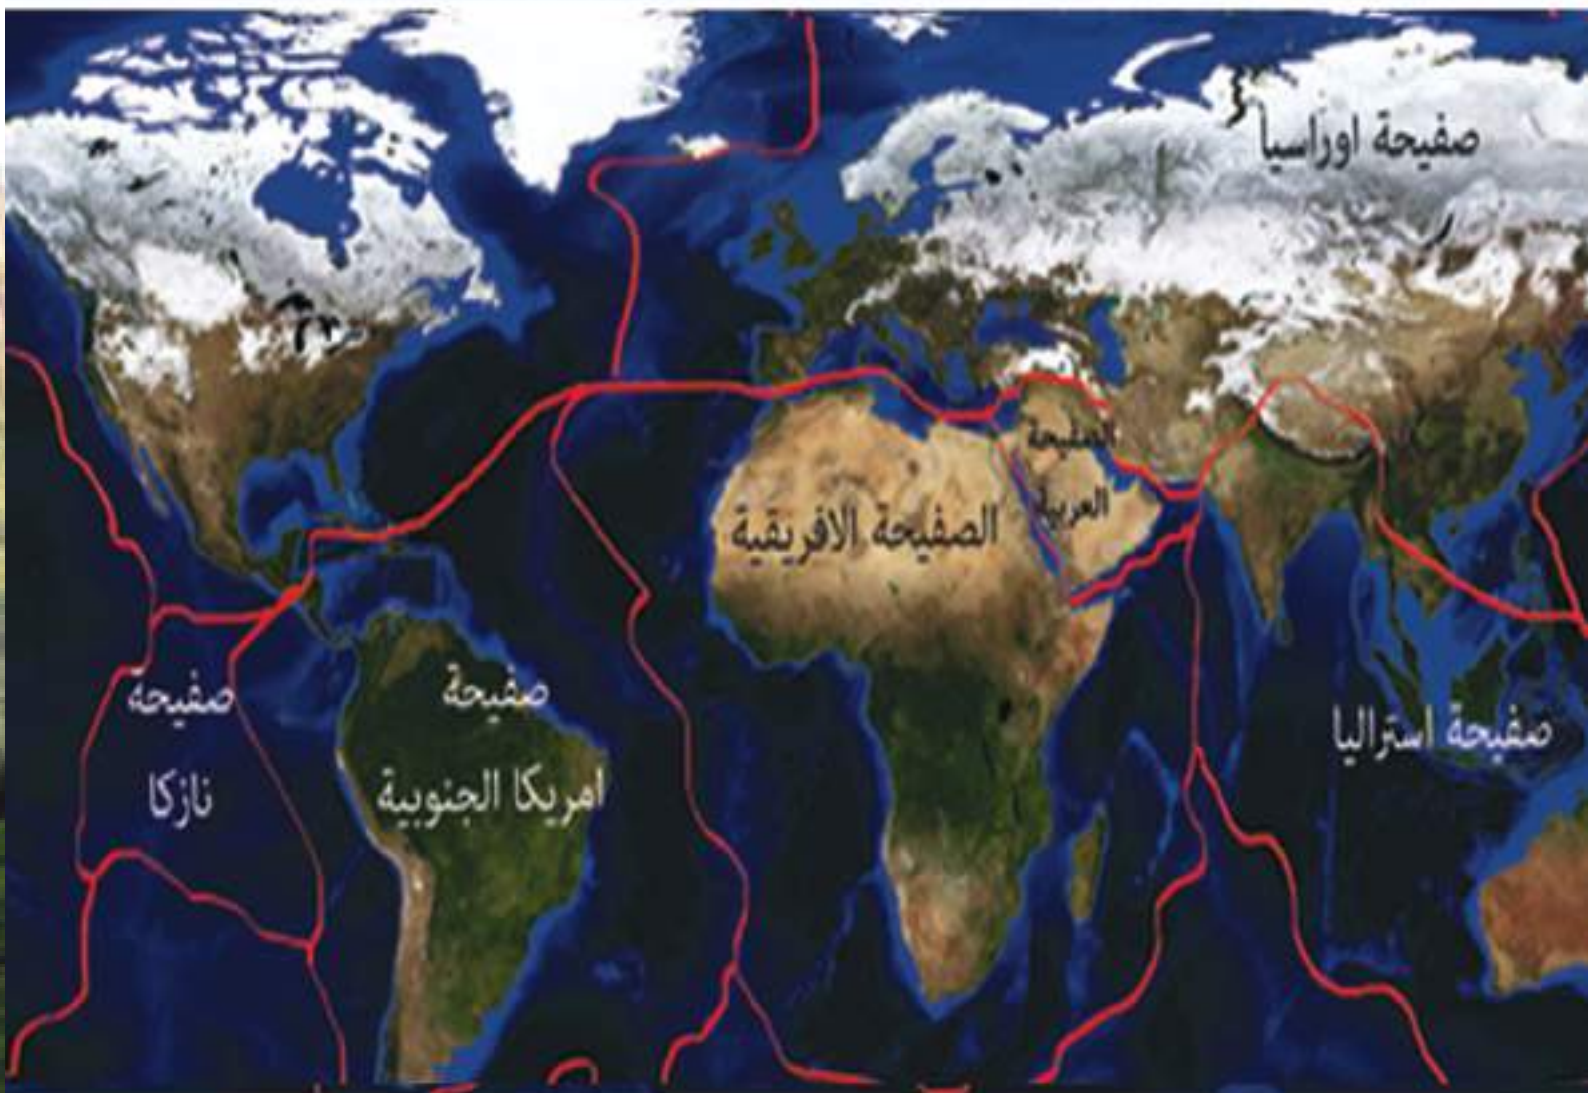 صفيحة اوراسيا
الصفيحة
العربية
الصفيحة الافريقية
صفيحة استراليا
صفيحة
امريكا الجنوبية
صفيحة
نازكا